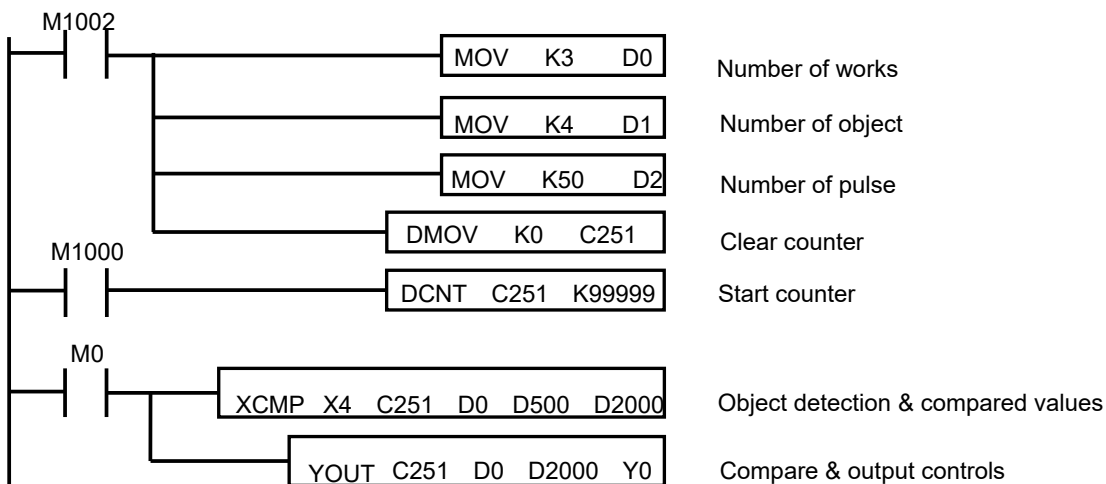 M1002
MOV K3 D0 Number of works
MOV K4 D1 Number of object
MOV K50 D2 Number of pulse
DMOV K0 C251 Clear counter
M1000
DCNT C251 K99999 Start counter
M0
XCMP X4 C251 D0 D500 D2000 Object detection & compared values
YOUT C251 D0 D2000 Y0 Compare & output controls